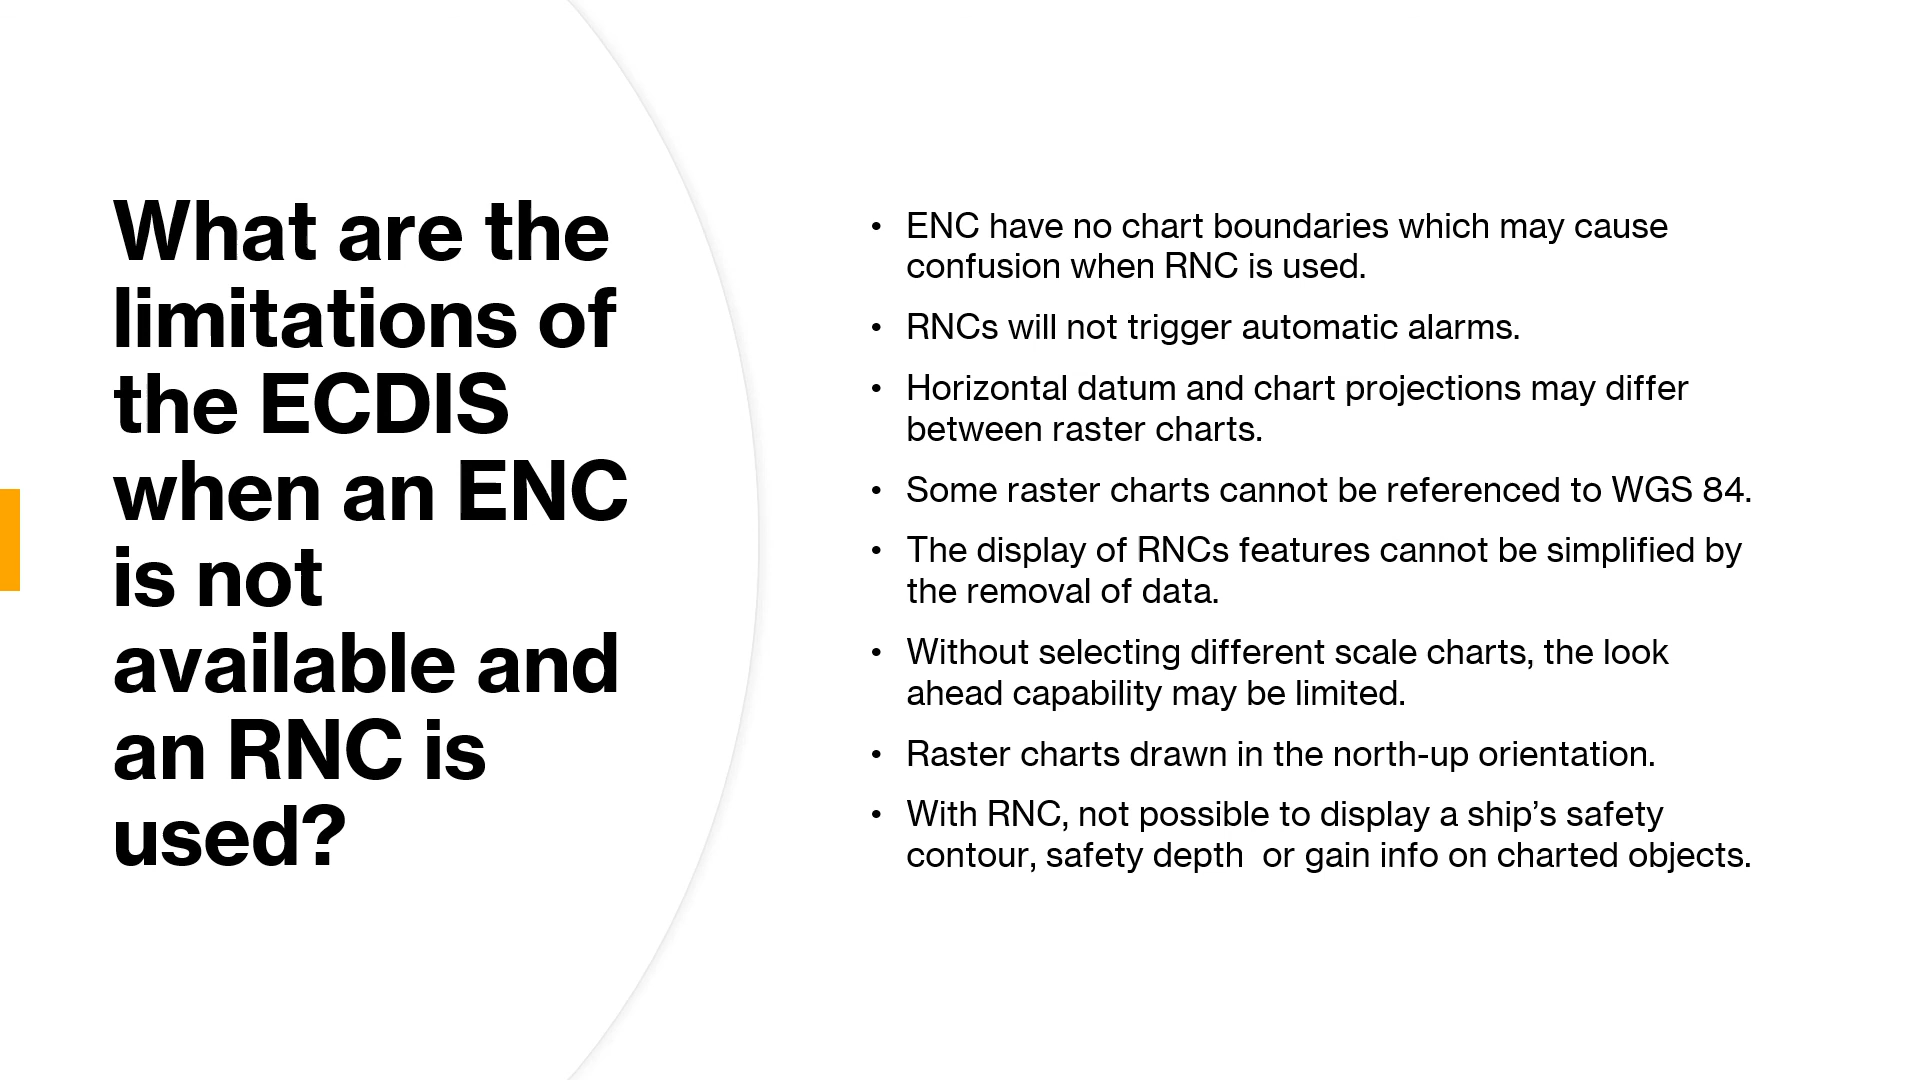 What are the
limitations of
the ECDIS
when an ENC
is not
available and
an RNC is
used?
• ENC have no chart boundaries which may cause
confusion when RNC is used.
• RNCs will not trigger automatic alarms.
• Horizontal datum and chart projections may differ
between raster charts.
• Some raster charts cannot be referenced to WGS 84.
• The display of RNCs features cannot be simplified by
the removal of data.
• Without selecting different scale charts, the look
ahead capability may be limited.
• Raster charts drawn in the north-up orientation.
• With RNC, not possible to display a ship’s safety
contour, safety depth  or gain info on charted objects.